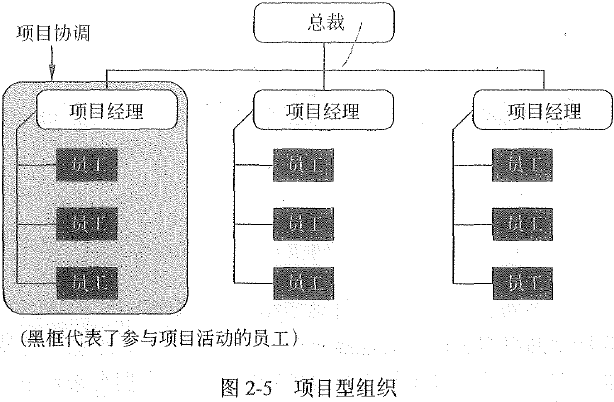 项目协调
总裁
项目经理 项目经理 项目经理
员工 员工 员工
员工 员工 员工
员工 员工 员工
(黑框代表了参与项目活动的员工)
图 2-5 项目型组织